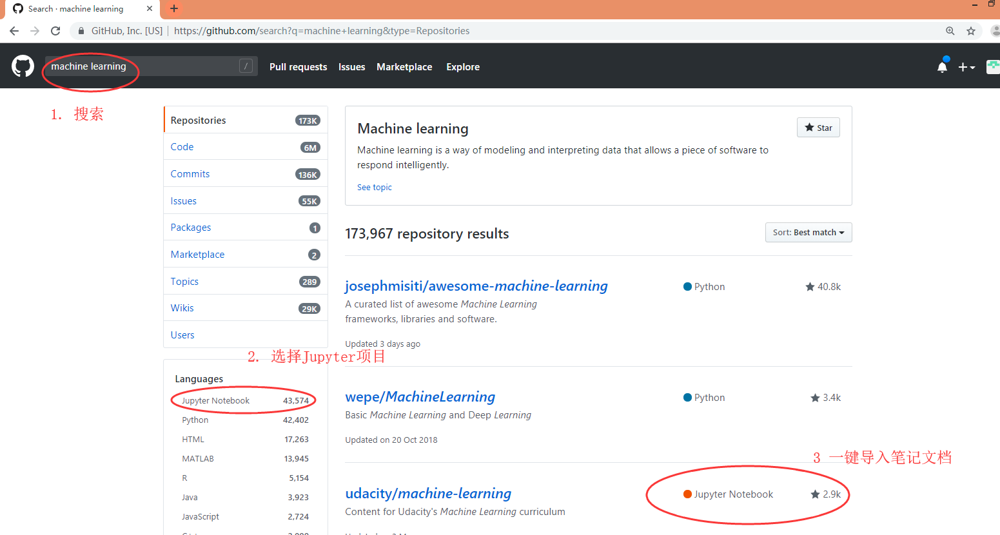 Search · machine learning
GitHub, Inc. [US] | https://github.com/search?q=machine+learning&type=Repositories
machine learning / Pull requests Issues Marketplace Explore
1. 搜索
Repositories 173K
Code 6M
Commits 136K
Issues 55K
Packages 1
Marketplace 2
Topics 289
Wikis 29K
Users
Machine learning
Star
Machine learning is a way of modeling and interpreting data that allows a piece of software to
respond intelligently.
See topic
173,967 repository results
Sort: Best match
josephmisiti/awesome-machine-learning Python 40.8k
A curated list of awesome Machine Learning
frameworks, libraries and software.
Updated 3 days ago
2. 选择Jupyter项目
Languages
Jupyter Notebook 43,574
Python 42,402
HTML 17,263
MATLAB 13,945
R 5,154
Java 3,923
JavaScript 2,724
wepe/MachineLearning Python 3.4k
Basic Machine Learning and Deep Learning
Updated on 20 Oct 2018
3 一键导入笔记文档
udacity/machine-learning Jupyter Notebook 2.9k
Content for Udacity's Machine Learning curriculum